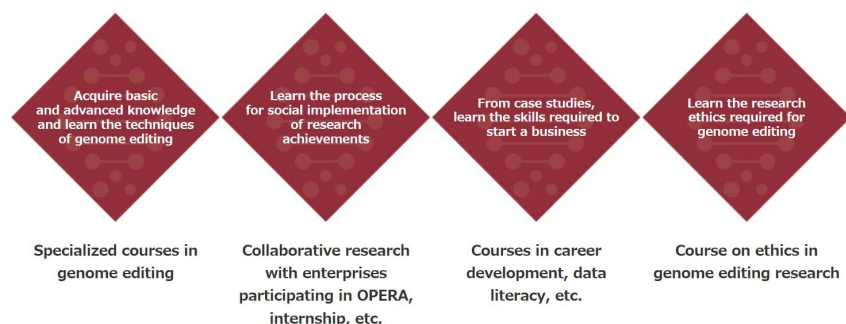 Acquire basic
and advanced knowledge
and learn the techniques
of genome editing
Learn the process
for social implementation
of research
achievements
From case studies,
learn the skills required to
start a business
Learn the research
ethics required for
genome editing
Specialized courses in
genome editing
Collaborative research
with enterprises
participating in OPERA,
internship, etc.
Courses in career
development, data
literacy, etc.
Course on ethics in
genome editing research